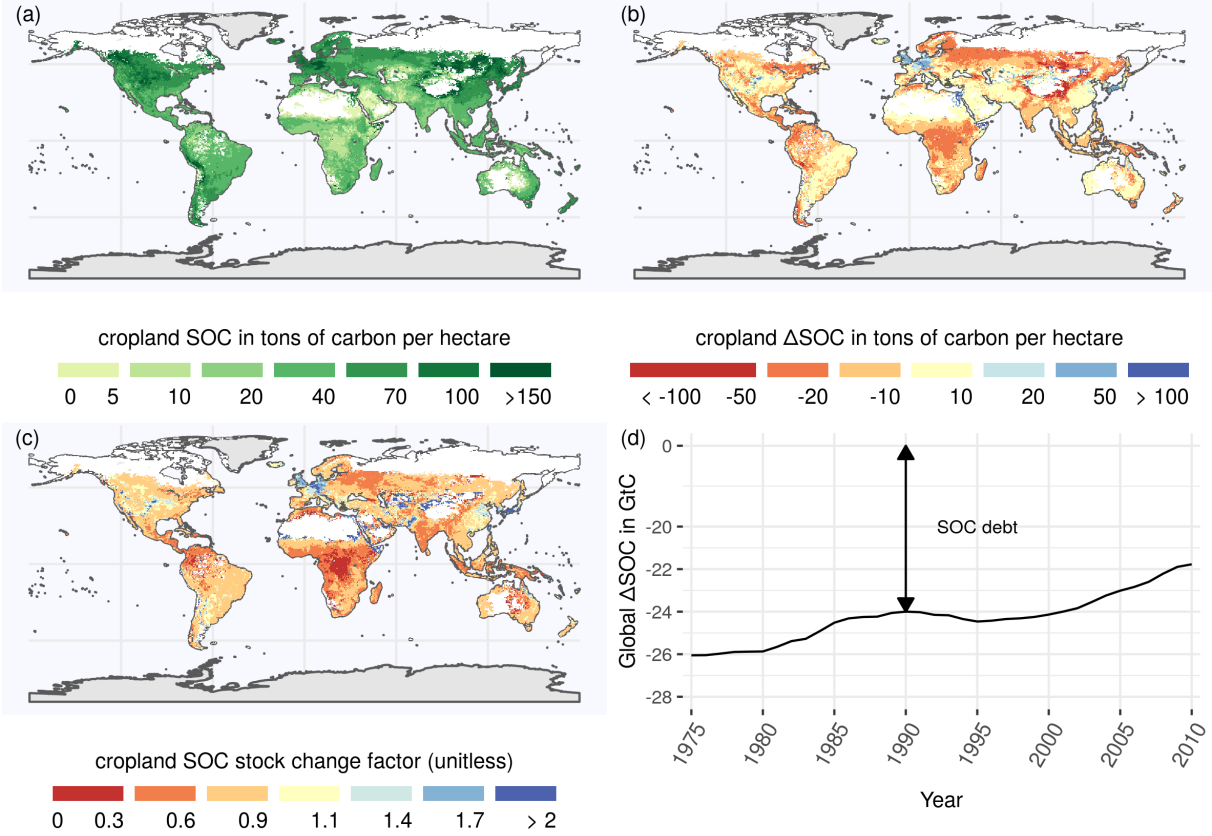 (a)
(b)
cropland SOC in tons of carbon per hectare
0 5 10 20 40 70 100 >150
cropland ΔSOC in tons of carbon per hectare
< -100 -50 -20 -10 10 20 50 > 100
(c)
(d)
cropland SOC stock change factor (unitless)
0 0.3 0.6 0.9 1.1 1.4 1.7 > 2
Global ΔSOC in GtC
0
-20
-22
-24
-26
-28
SOC debt
1975 1980 1985 1990 1995 2000 2005 2010
Year